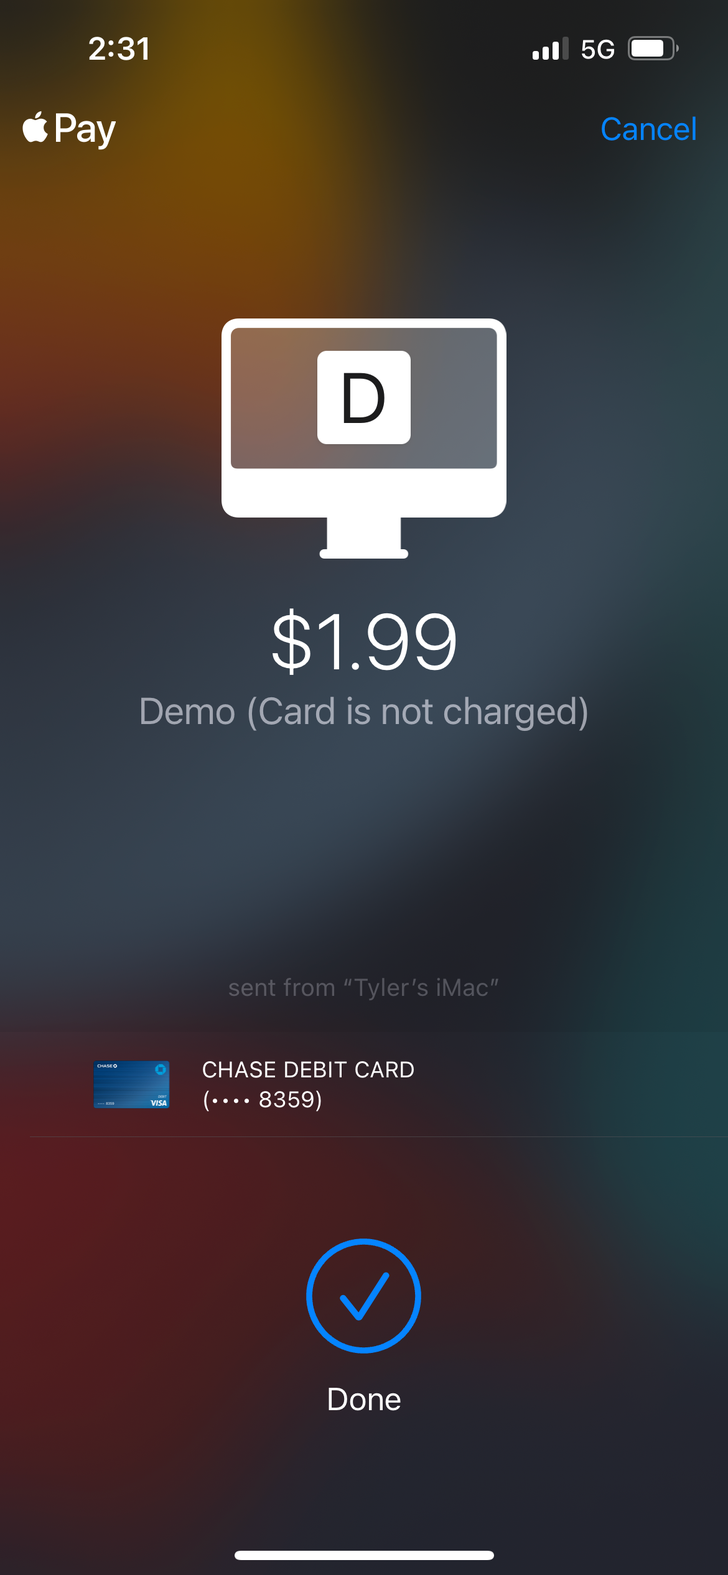 2:31 5G
Pay Cancel
D
$1.99
Demo (Card is not charged)
sent from “Tyler’s iMac”
CHASE DEBIT CARD
(•••• 8359)
CHASE
DEBIT
VISA
Done